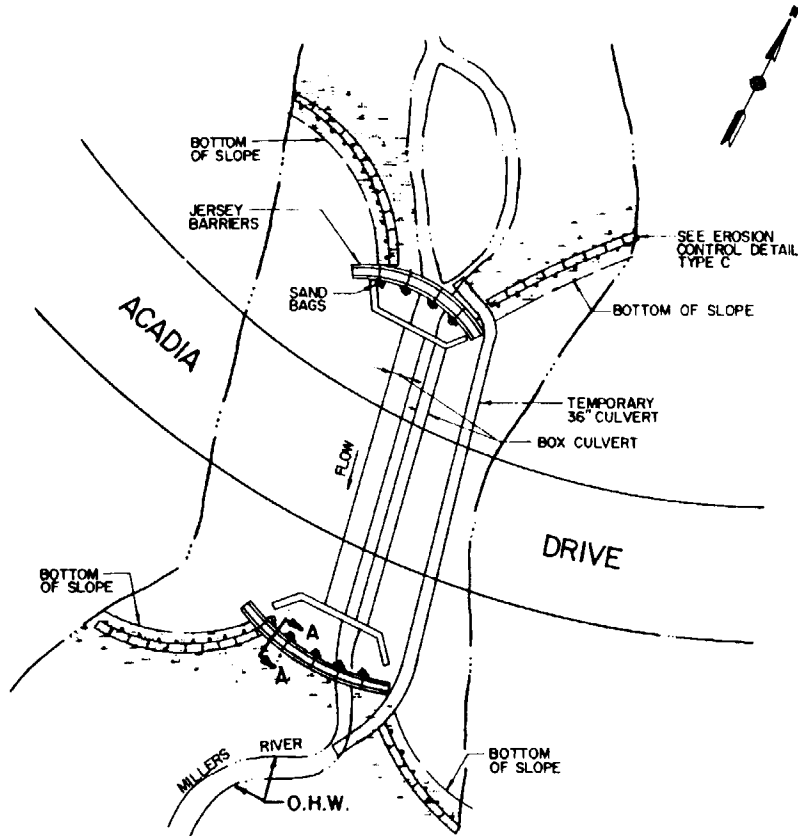 BOTTOM
OF SLOPE
JERSEY
BARRIERS
SAND
BAGS
SEE EROSION
CONTROL DETAIL
TYPE C
BOTTOM OF SLOPE
ACADIA
TEMPORARY
36" CULVERT
BOX CULVERT
FLOW
DRIVE
BOTTOM
OF SLOPE
A
A
MILLERS RIVER
BOTTOM
OF SLOPE
O.H.W.